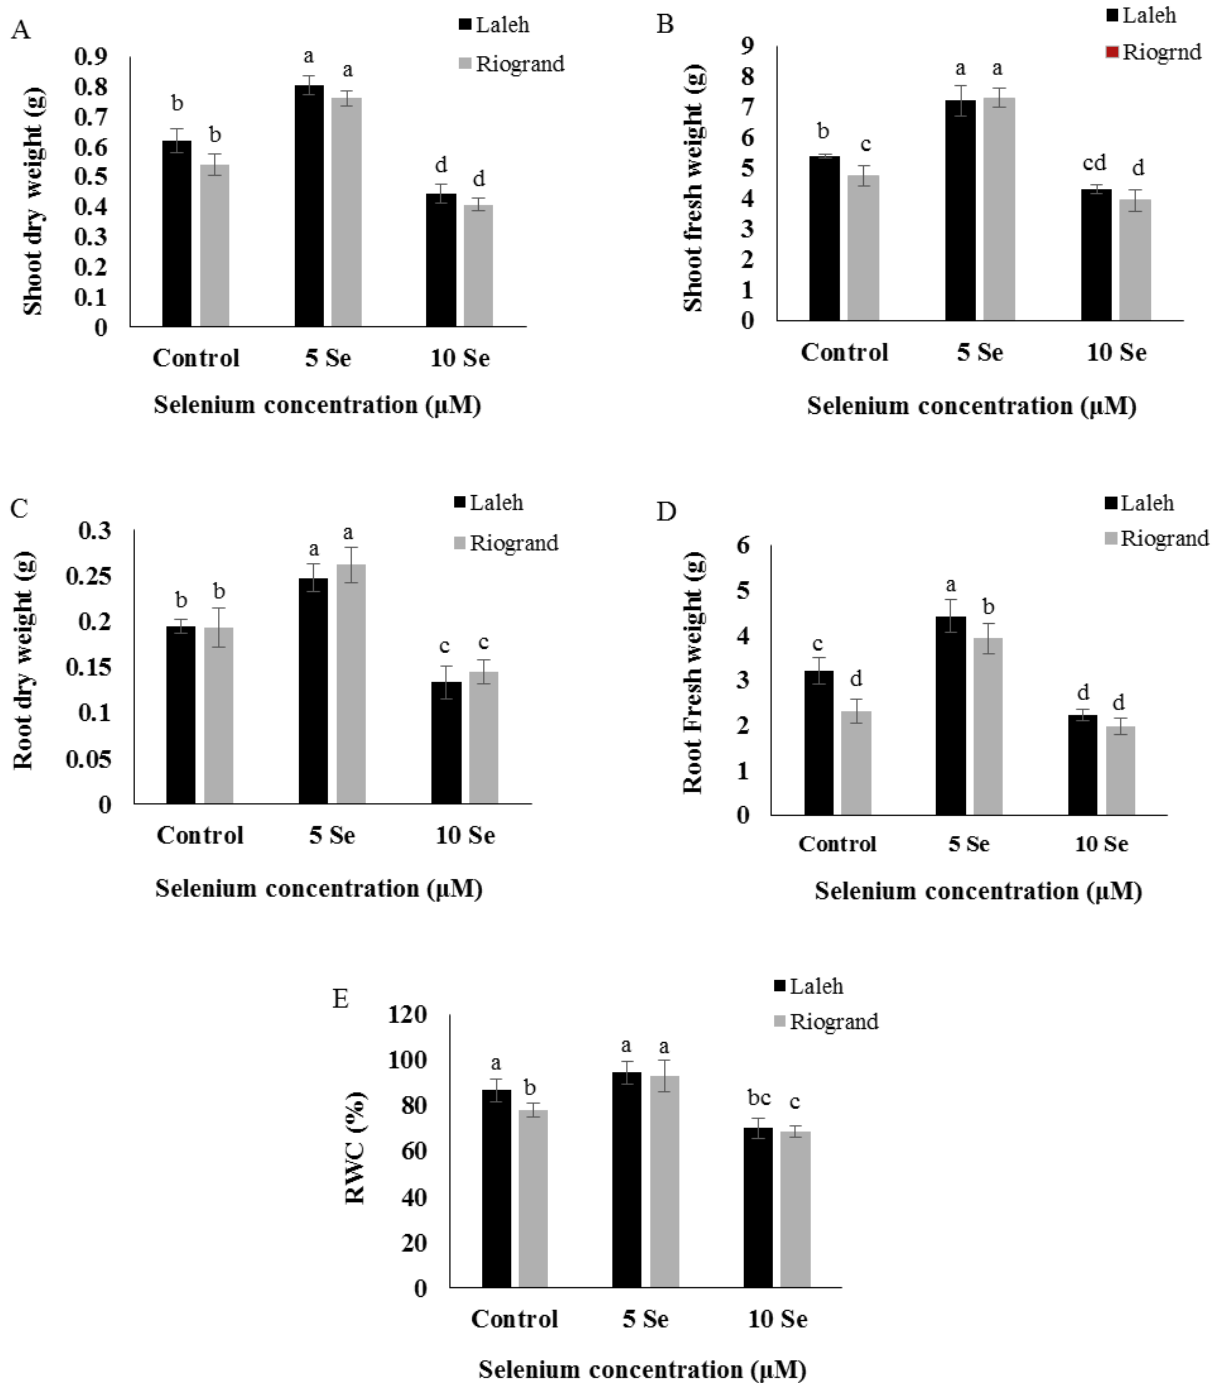 A
Laleh
Riogrand
Shoot dry weight (g)
0.9
0.8
0.7
0.6
0.5
0.4
0.3
0.2
0.1
0
b
b
a
a
d
d
Control
5 Se
10 Se
Selenium concentration (µM)
B
Laleh
Riogrnd
Shoot fresh weight (g)
9
8
7
6
5
4
3
2
1
0
b
c
a
a
cd
d
Control
5 Se
10 Se
Selenium concentration (µM)
C
Laleh
Riogrand
Root dry weight (g)
0.3
0.25
0.2
0.15
0.1
0.05
0
b
b
a
a
c
c
Control
5 Se
10 Se
Selenium concentration (µM)
D
Laleh
Riogrand
Root Fresh weight (g)
6
5
4
3
2
1
0
c
d
a
b
d
d
Control
5 Se
10 Se
Selenium concentration (µM)
E
Laleh
Riogrand
RWC (%)
120
100
80
60
40
20
0
a
b
a
a
bc
c
Control
5 Se
10 Se
Selenium concentration (µM)